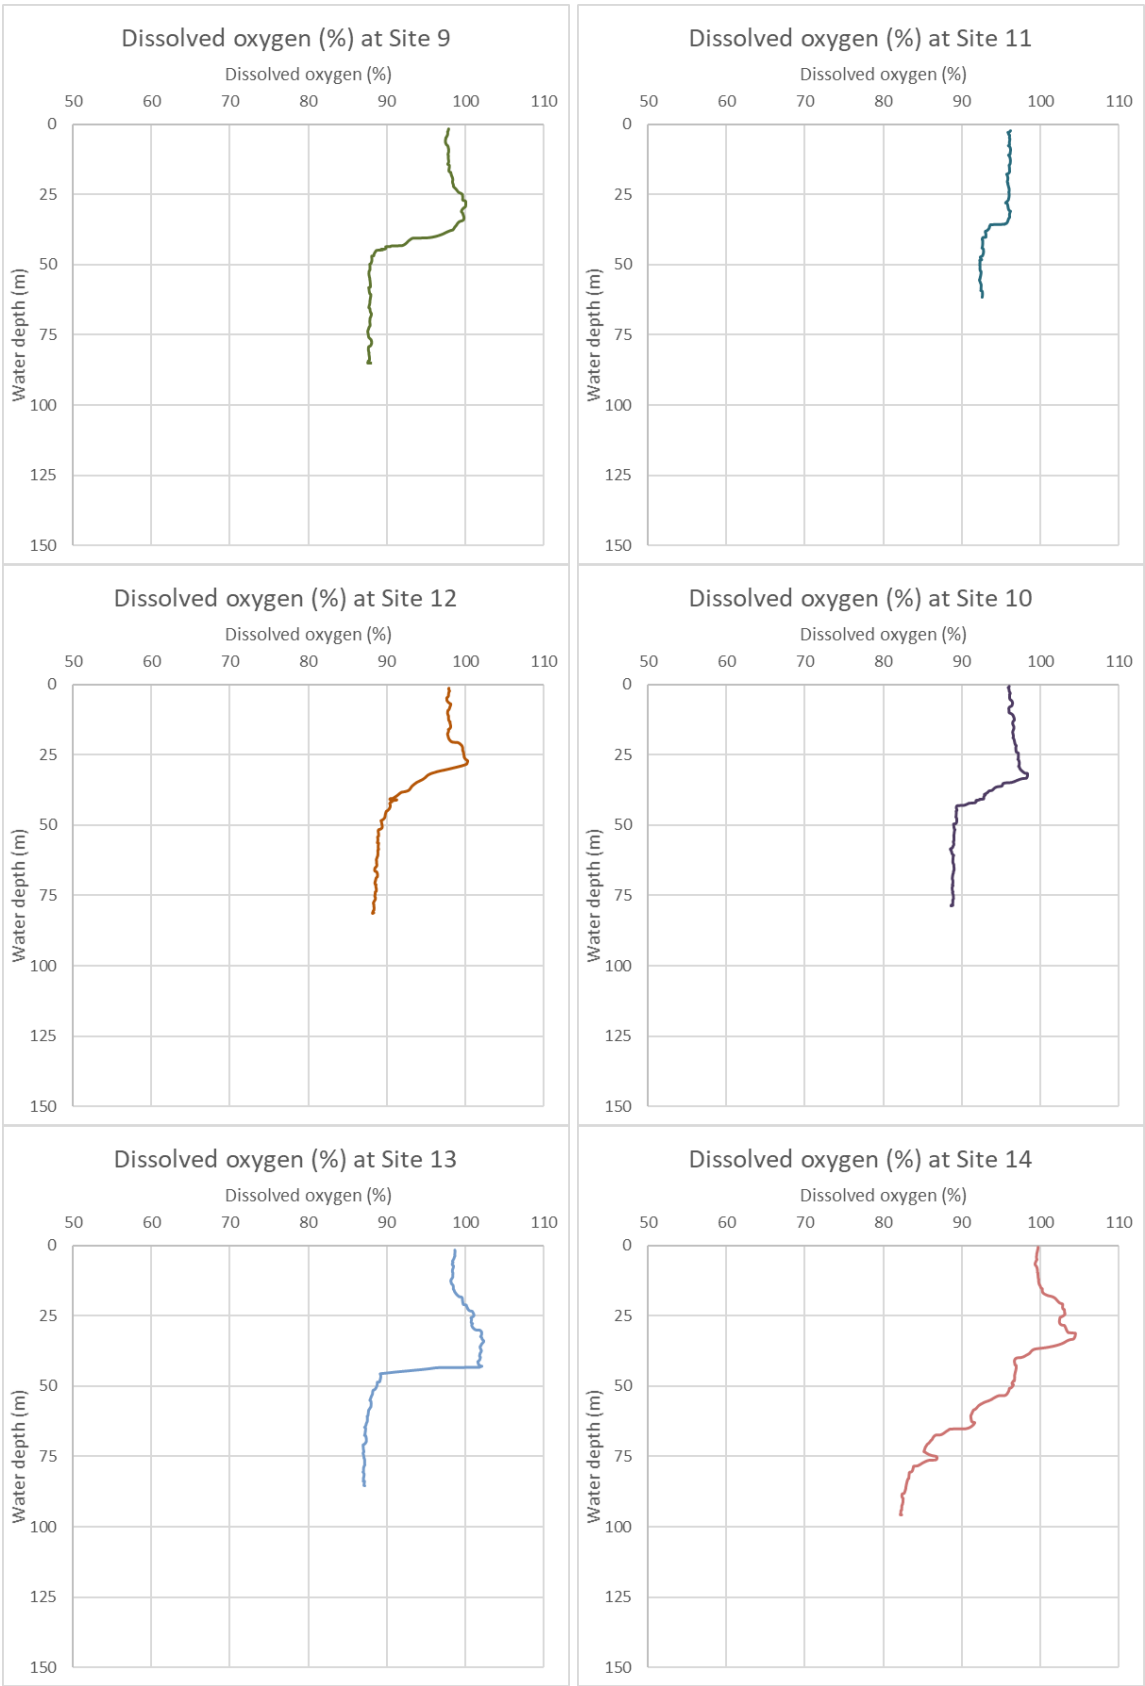 Dissolved oxygen (%) at Site 9
Dissolved oxygen (%)
50 60 70 80 90 100 110
0
25
50
75
100
125
150
Water depth (m)
Dissolved oxygen (%) at Site 11
Dissolved oxygen (%)
50 60 70 80 90 100 110
0
25
50
75
100
125
150
Water depth (m)
Dissolved oxygen (%) at Site 12
Dissolved oxygen (%)
50 60 70 80 90 100 110
0
25
50
75
100
125
150
Water depth (m)
Dissolved oxygen (%) at Site 10
Dissolved oxygen (%)
50 60 70 80 90 100 110
0
25
50
75
100
125
150
Water depth (m)
Dissolved oxygen (%) at Site 13
Dissolved oxygen (%)
50 60 70 80 90 100 110
0
25
50
75
100
125
150
Water depth (m)
Dissolved oxygen (%) at Site 14
Dissolved oxygen (%)
50 60 70 80 90 100 110
0
25
50
75
100
125
150
Water depth (m)